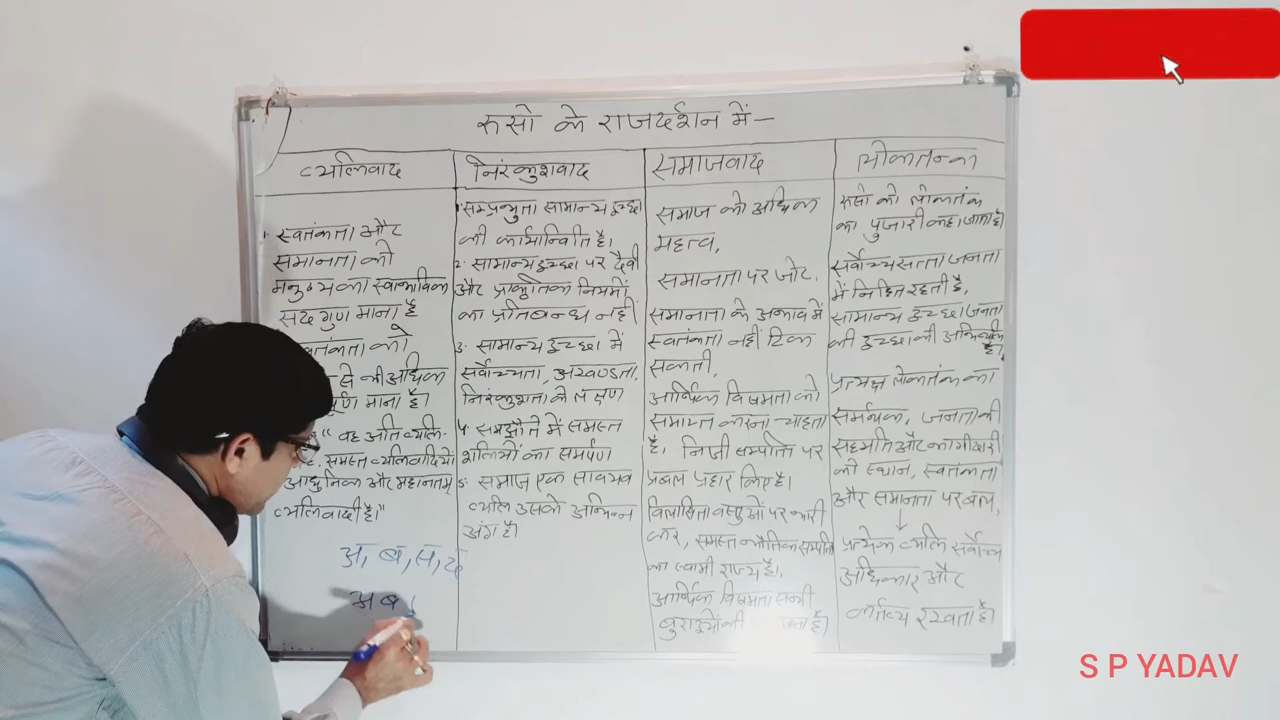 रूसो के राजदर्शन में—
व्यक्तिवाद
1. स्वतंत्रता और
समानता को
मनुष्य का स्वाभाविक
सद गुण माना है
को
की अधिक
माना है।
" वह अति व्यक्ति-
समस्त व्यक्तिवादियों
आधुनिक और महानतम्
व्यक्तिवादी है।"
अ, ब, स, द
अ ब
निरंकुशवाद
सम्प्रभुता सामान्य इच्छा
की कार्यान्विति है।
2. सामान्य इच्छा पर दैवी
और प्राकृतिक नियमों
का प्रतिबन्ध नहीं
3. सामान्य इच्छा में
सर्वोच्चता, अखण्डता,
निरंकुशता के लक्षण
4. समझौते में समस्त
शक्तियों का समर्पण
5. समाज एक सावयव
व्यक्ति उसके अभिन्न
अंग है।
समाजवाद
समाज को अधिक
महत्व,
समानता पर जोर,
समानता के अभाव में
स्वतंत्रता नहीं टिक
सकती,
आर्थिक विषमता को
समाप्त करना चाहता
है, निजी सम्पत्ति पर
प्रबल प्रहार किए है।
विलासिता वस्तुओं पर भारी
कर, समस्त भौतिक सम्पत्ति
का स्वामी राज्य है।
आर्थिक विषमता सभी
बुराइयों की है।
लोकतन्त्र
रूसो को लोकतंत्र
का पुजारी कहा जाता है।
सर्वोच्च सत्ता जनता
में निहित रहती है,
सामान्य इच्छा जनता
की इच्छा की अभिव्यक्ति
है।
प्रत्यक्ष लोकतंत्र का
समर्थक, जनता की
सहमति और भागीदारी
को स्थान, स्वतंत्रता
और समानता पर बल,
प्रत्येक व्यक्ति सर्वोच्च
अधिकार और
कर्तव्य रखता है।
S P YADAV